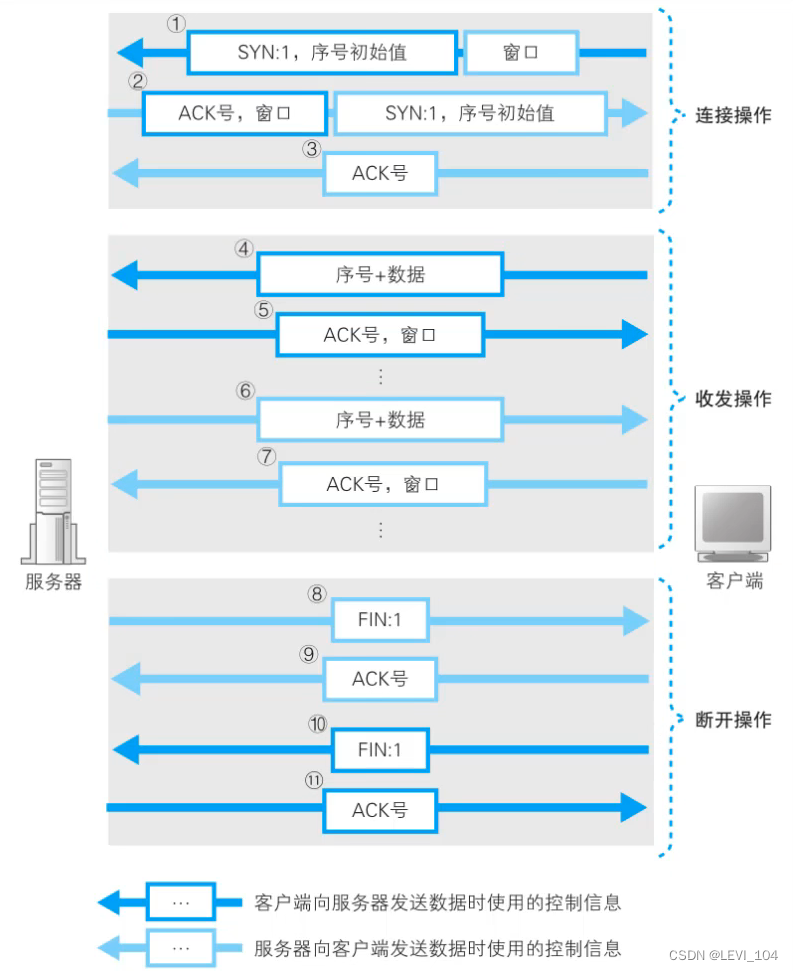 ①
SYN:1，序号初始值 窗口
②
ACK号，窗口 SYN:1，序号初始值
连接操作
③
ACK号
④
序号+数据
⑤
ACK号，窗口
⋮
⑥
序号+数据
收发操作
⑦
ACK号，窗口
⋮
服务器
客户端
⑧
FIN:1
⑨
ACK号
⑩
FIN:1
断开操作
⑪
ACK号
… 客户端向服务器发送数据时使用的控制信息
… 服务器向客户端发送数据时使用的控制信息
CSDN @LEVI_104